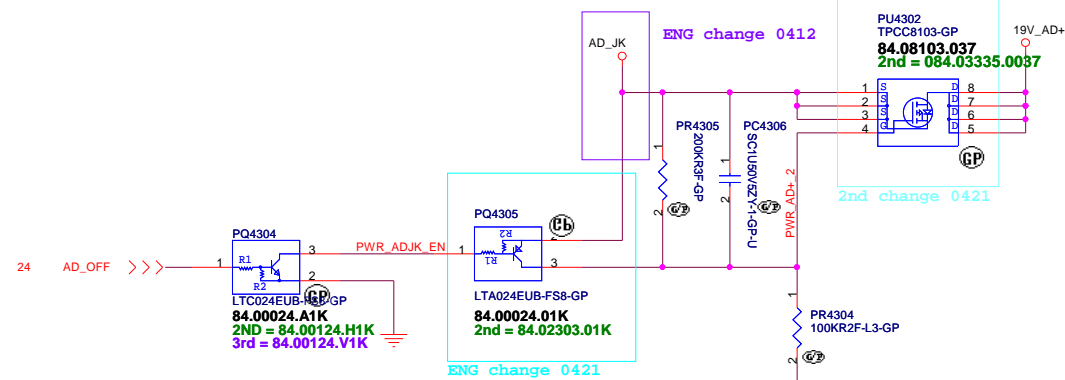 ENG change 0412
AD_JK
PU4302
TPCC8103-GP
84.08103.037
2nd = 084.03335.0037
19V_AD+
1 S D 8
2 S D 7
3 S D 6
4 G D 5
GP
2nd change 0421
PR4305
200KR3F-GP
1
2
G/P
PC4306
SC1U50V5ZY-1-GP-U
1
2
G/P
PWR_AD+_2
PQ4305
1
R1
R2
2
3
Cb
LTA024EUB-FS8-GP
84.00024.01K
2nd = 84.02303.01K
ENG change 0421
PWR_ADJK_EN
24 AD_OFF
PQ4304
1
R1
R2
3
2
GP
LTC024EUB-FS8-GP
84.00024.A1K
2ND = 84.00124.H1K
3rd = 84.00124.V1K
1
PR4304
100KR2F-L3-GP
2
G/P